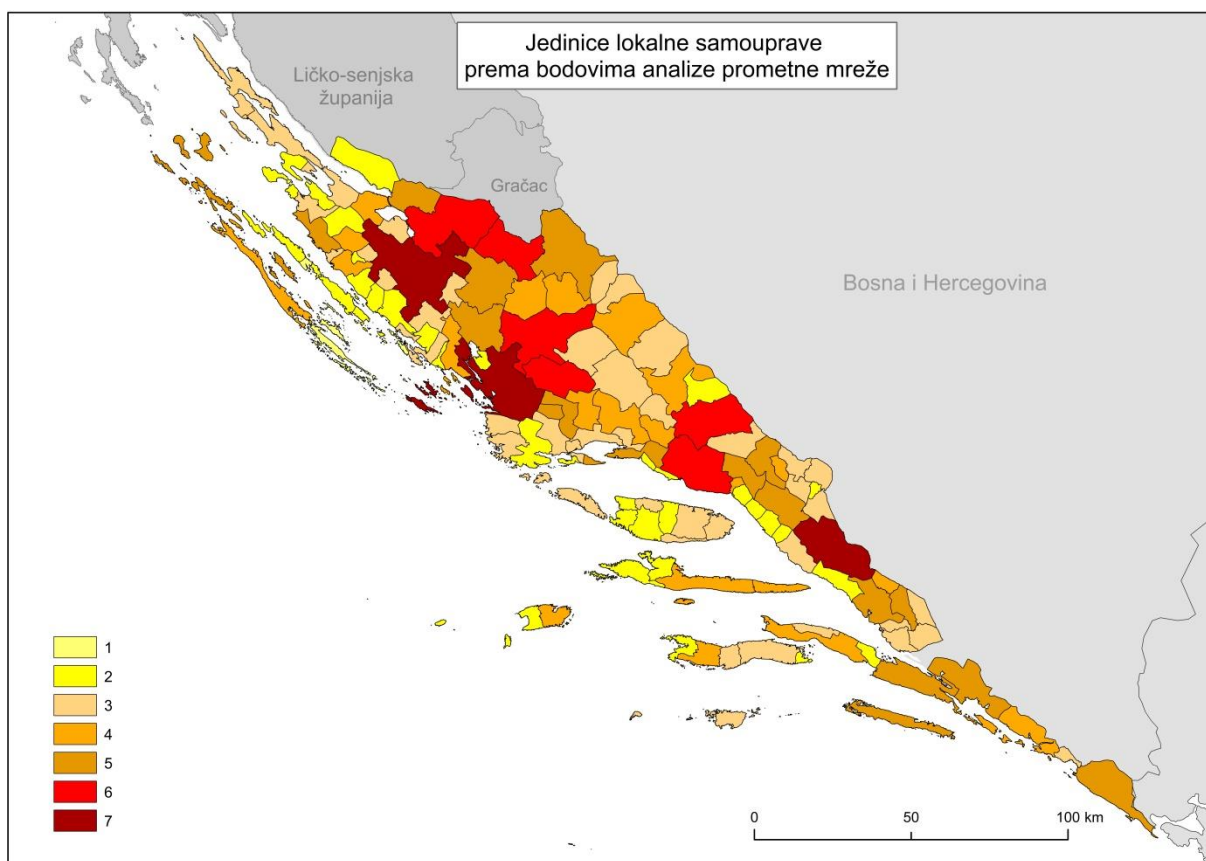 Jedinice lokalne samouprave
prema bodovima analize prometne mreže
Ličko-senjska
županija
Gračac
Bosna i Hercegovina
1
2
3
4
5
6
7
0 50 100 km